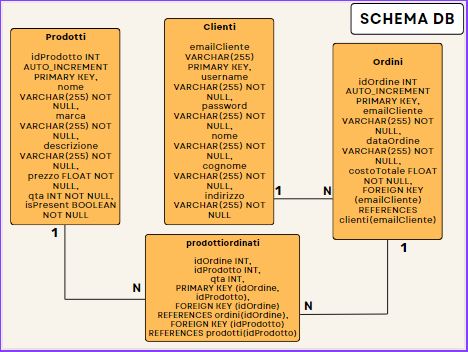 SCHEMA DB
Prodotti
idProdotto INT
AUTO_INCREMENT
PRIMARY KEY,
nome
VARCHAR(255) NOT
NULL,
marca
VARCHAR(255) NOT
NULL,
descrizione
VARCHAR(255) NOT
NULL,
prezzo FLOAT NOT
NULL,
qta INT NOT NULL,
isPresent BOOLEAN
NOT NULL
Clienti
emailCliente
VARCHAR(255)
PRIMARY KEY,
username
VARCHAR(255) NOT
NULL,
password
VARCHAR(255) NOT
NULL,
nome
VARCHAR(255) NOT
NULL,
cognome
VARCHAR(255) NOT
NULL,
indirizzo
VARCHAR(255) NOT
NULL
Ordini
idOrdine INT
AUTO_INCREMENT
PRIMARY KEY,
emailCliente
VARCHAR(255) NOT
NULL,
dataOrdine
VARCHAR(255) NOT
NULL,
costoTotale FLOAT
NOT NULL,
FOREIGN KEY
(emailCliente)
REFERENCES
clienti(emailCliente)
1
N
1
1
N
N
prodottiordinati
idOrdine INT,
idProdotto INT,
qta INT,
PRIMARY KEY (idOrdine,
idProdotto),
FOREIGN KEY (idOrdine)
REFERENCES ordini(idOrdine),
FOREIGN KEY (idProdotto)
REFERENCES prodotti(idProdotto)